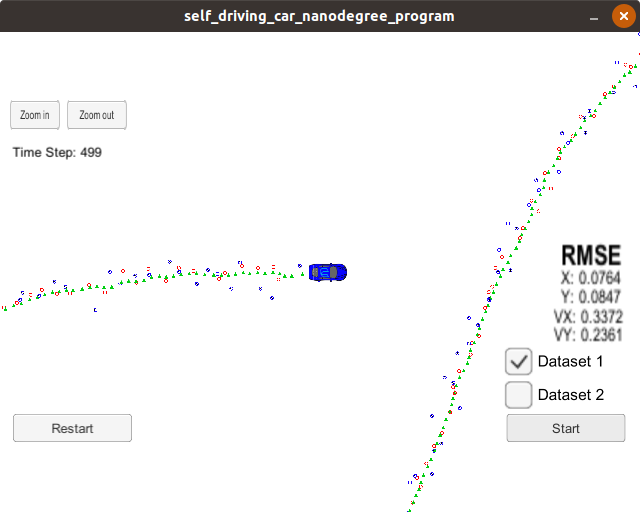 self_driving_car_nanodegree_program
Zoom in
Zoom out
Time Step: 499
RMSE
X: 0.0764
Y: 0.0847
VX: 0.3372
VY: 0.2361
Dataset 1
Dataset 2
Restart
Start